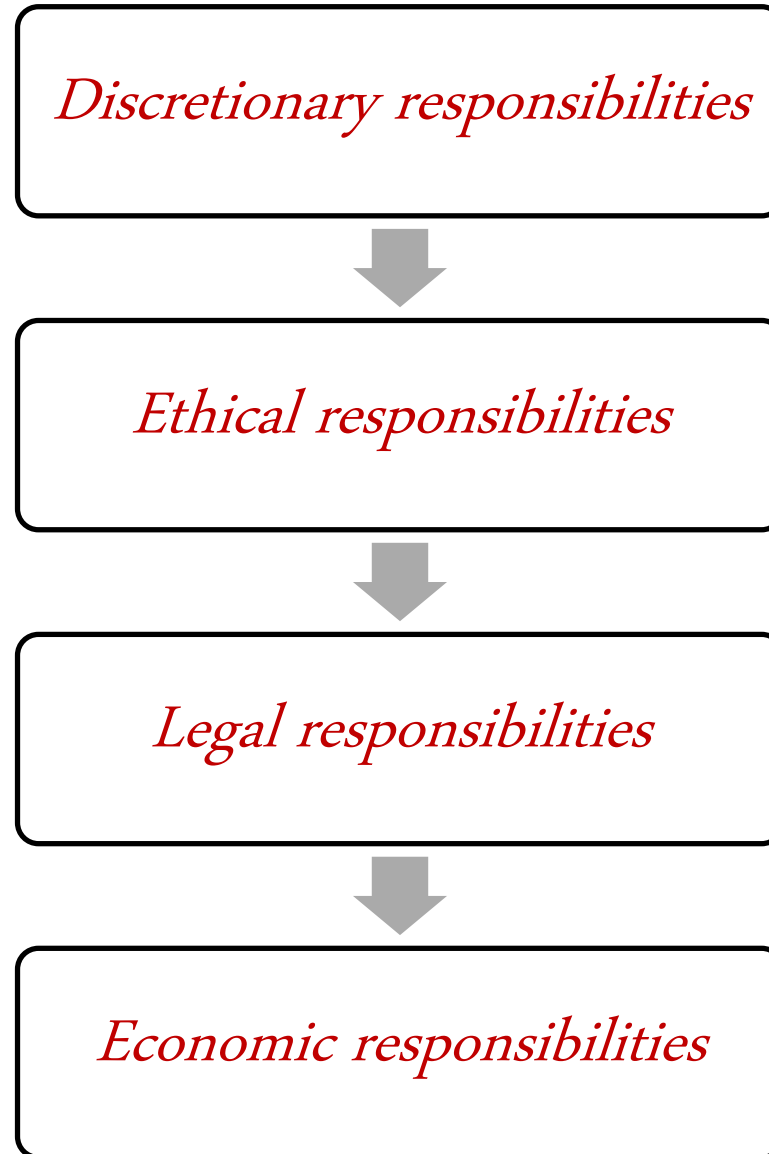 Discretionary responsibilities
Ethical responsibilities
Legal responsibilities
Economic responsibilities